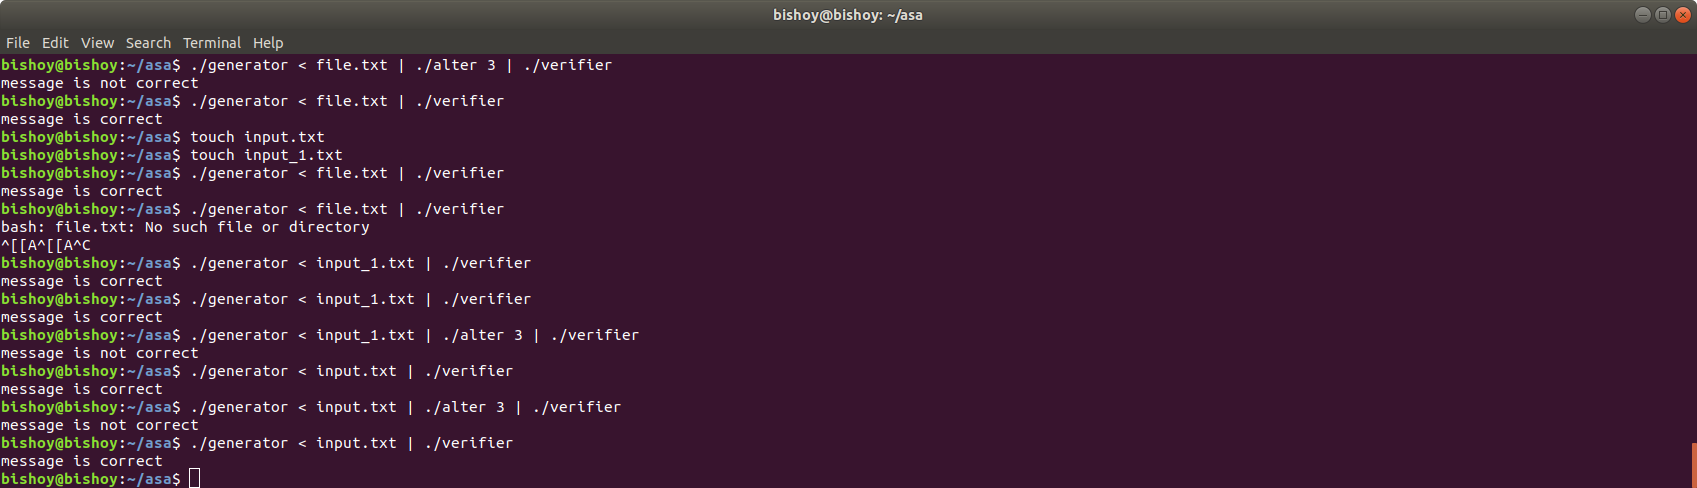 bishoy@bishoy: ~/asa
File Edit View Search Terminal Help
bishoy@bishoy:~/asa$ ./generator < file.txt | ./alter 3 | ./verifier
message is not correct
bishoy@bishoy:~/asa$ ./generator < file.txt | ./verifier
message is correct
bishoy@bishoy:~/asa$ touch input.txt
bishoy@bishoy:~/asa$ touch input_1.txt
bishoy@bishoy:~/asa$ ./generator < file.txt | ./verifier
message is correct
bishoy@bishoy:~/asa$ ./generator < file.txt | ./verifier
bash: file.txt: No such file or directory
^[[A^[[A^C
bishoy@bishoy:~/asa$ ./generator < input_1.txt | ./verifier
message is correct
bishoy@bishoy:~/asa$ ./generator < input_1.txt | ./verifier
message is correct
bishoy@bishoy:~/asa$ ./generator < input_1.txt | ./alter 3 | ./verifier
message is not correct
bishoy@bishoy:~/asa$ ./generator < input.txt | ./verifier
message is correct
bishoy@bishoy:~/asa$ ./generator < input.txt | ./alter 3 | ./verifier
message is not correct
bishoy@bishoy:~/asa$ ./generator < input.txt | ./verifier
message is correct
bishoy@bishoy:~/asa$